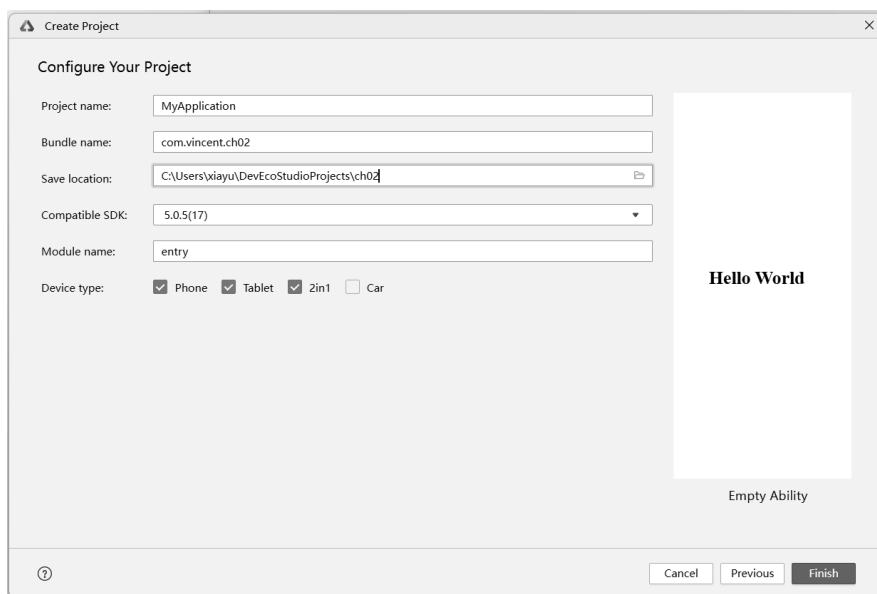 Create Project
Configure Your Project
Project name: MyApplication
Bundle name: com.vincent.ch02
Save location: C:\Users\xiayu\DevEcoStudioProjects\ch02
Compatible SDK: 5.0.5(17)
Module name: entry
Device type: Phone Tablet 2in1 Car
Hello World
Empty Ability
? Cancel Previous Finish